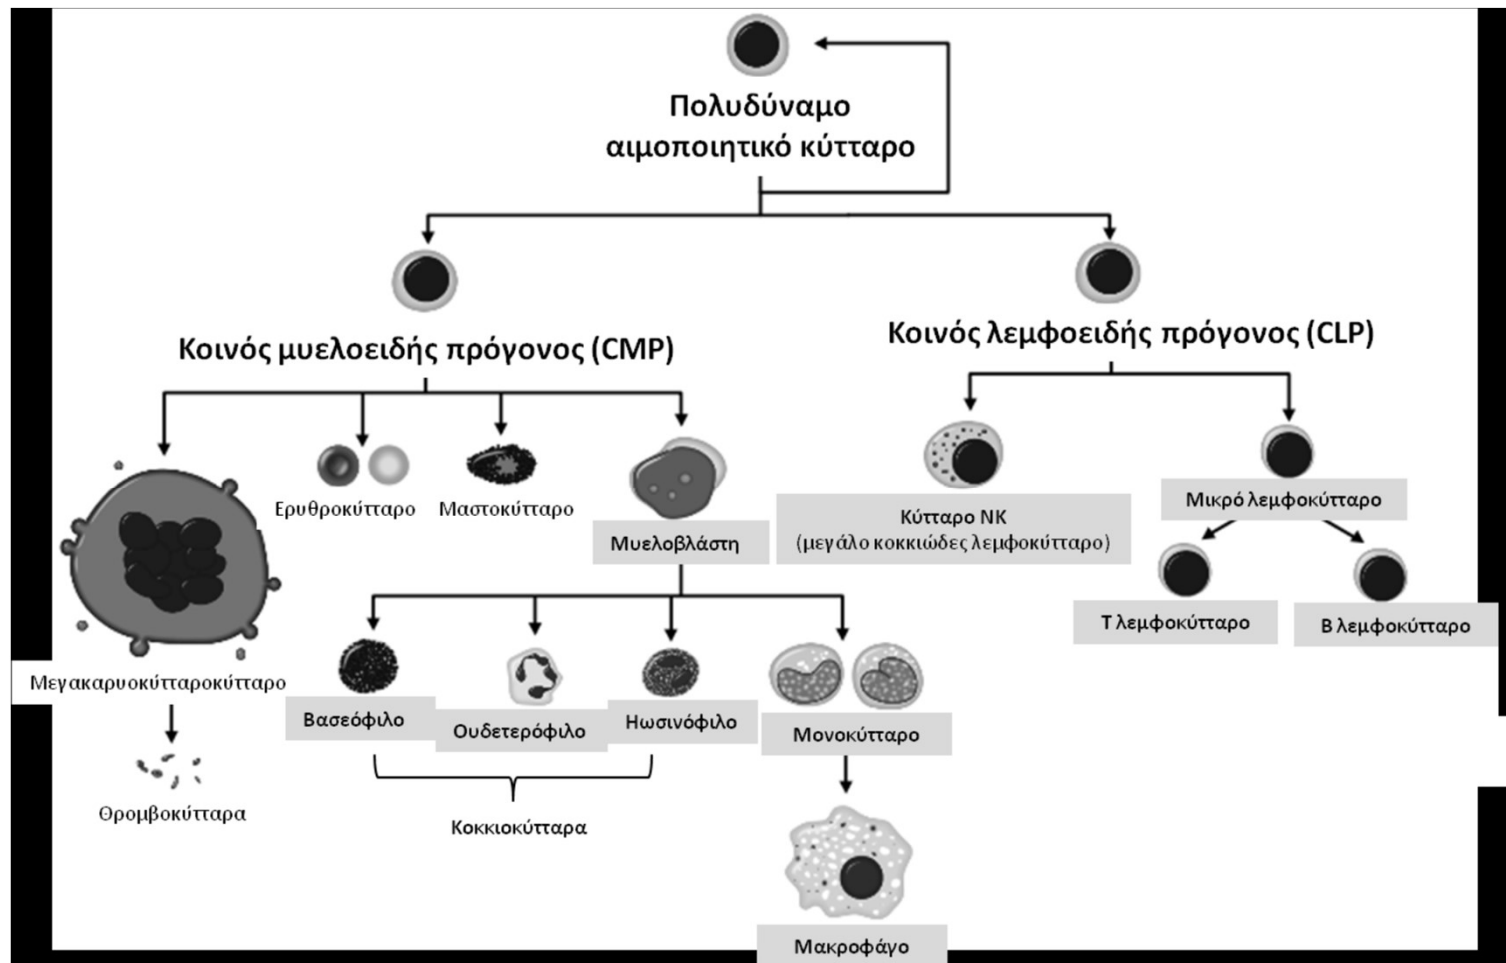 Πολυδύναμο
αιμοποιητικό κύτταρο
Κοινός μυελοειδής πρόγονος (CMP)
Κοινός λεμφοειδής πρόγονος (CLP)
Ερυθροκύτταρο
Μαστοκύτταρο
Μυελοβλάστη
Κύτταρο NK
(μεγάλο κοκκιώδες λεμφοκύτταρο)
Μικρό λεμφοκύτταρο
Τ λεμφοκύτταρο
Β λεμφοκύτταρο
Μεγακαρυοκύτταροκύτταρο
Βασεόφιλο
Ουδετερόφιλο
Ηωσινόφιλο
Μονοκύτταρο
Θρομβοκύτταρα
Κοκκιοκύτταρα
Μακροφάγο